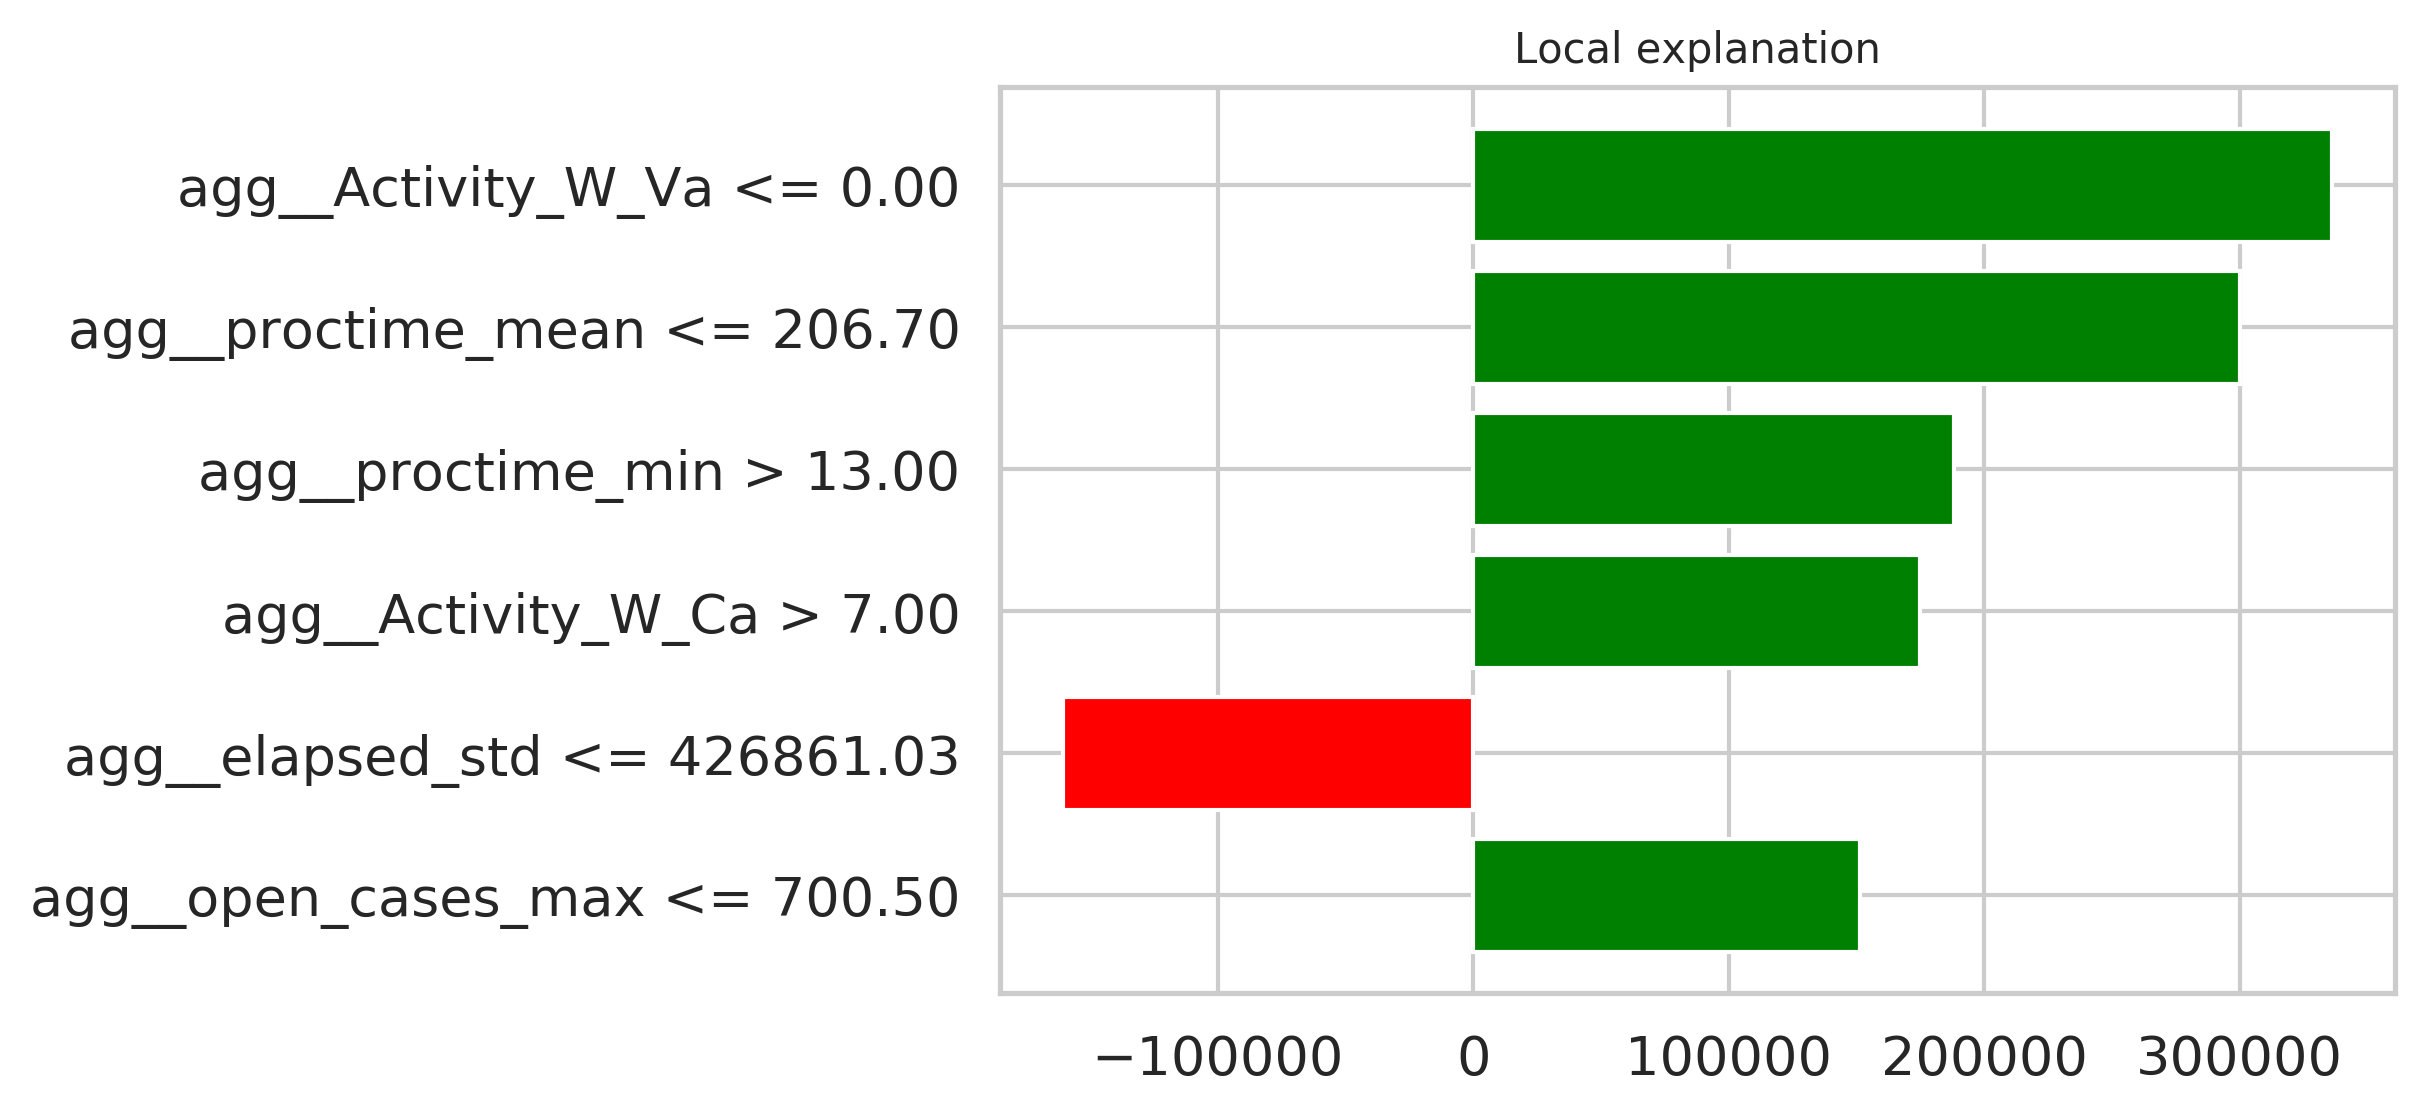 Local explanation
agg__Activity_W_Va <= 0.00
agg__proctime_mean <= 206.70
agg__proctime_min > 13.00
agg__Activity_W_Ca > 7.00
agg__elapsed_std <= 426861.03
agg__open_cases_max <= 700.50
−100000 0 100000 200000 300000